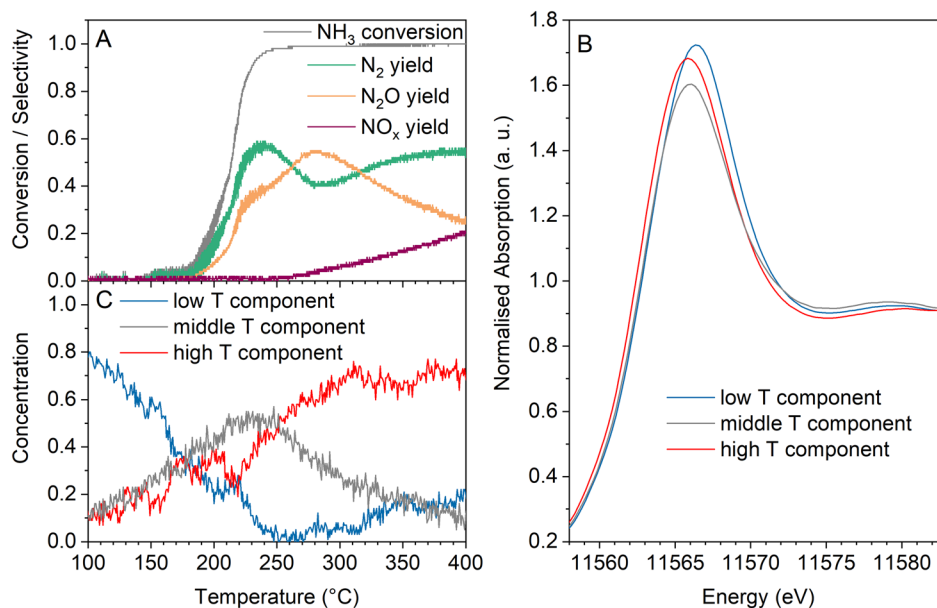 A
NH₃ conversion
N₂ yield
N₂O yield
NOₓ yield
Conversion / Selectivity
1.0
0.8
0.6
0.4
0.2
0.0
C
low T component
middle T component
high T component
Concentration
0.8
0.6
0.4
0.2
0.0
100 150 200 250 300 350 400
Temperature (°C)
B
Normalised Absorption (a. u.)
1.8
1.6
1.4
1.2
1.0
0.8
0.6
0.4
0.2
low T component
middle T component
high T component
11560 11565 11570 11575 11580
Energy (eV)